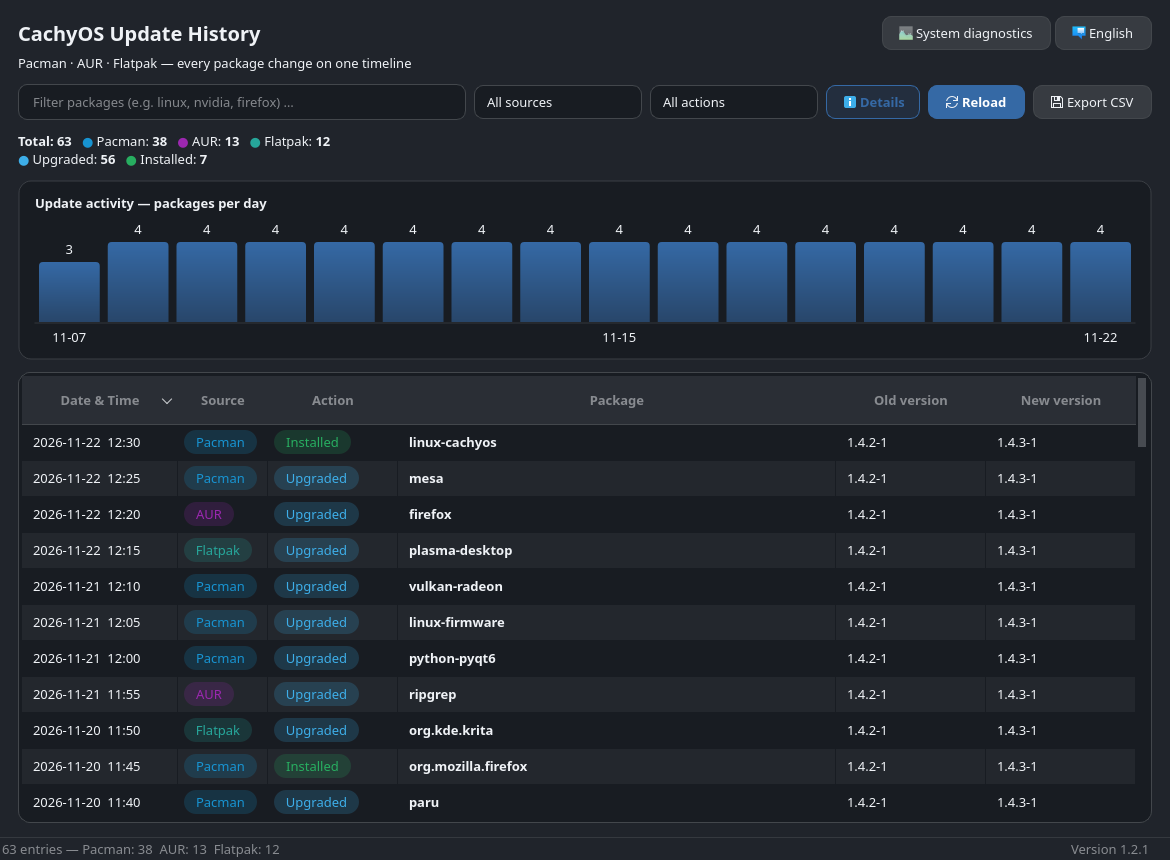 CachyOS Update History
System diagnostics
English
Pacman · AUR · Flatpak — every package change on one timeline
Filter packages (e.g. linux, nvidia, firefox) ...
All sources
All actions
Details
Reload
Export CSV
Total: 63 Pacman: 38 AUR: 13 Flatpak: 12
Upgraded: 56 Installed: 7
Update activity — packages per day
3 4 4 4 4 4 4 4 4 4 4 4 4 4 4 4
11-07 11-15 11-22
Date & Time Source Action Package Old version New version
2026-11-22 12:30 Pacman Installed linux-cachyos 1.4.2-1 1.4.3-1
2026-11-22 12:25 Pacman Upgraded mesa 1.4.2-1 1.4.3-1
2026-11-22 12:20 AUR Upgraded firefox 1.4.2-1 1.4.3-1
2026-11-22 12:15 Flatpak Upgraded plasma-desktop 1.4.2-1 1.4.3-1
2026-11-21 12:10 Pacman Upgraded vulkan-radeon 1.4.2-1 1.4.3-1
2026-11-21 12:05 Pacman Upgraded linux-firmware 1.4.2-1 1.4.3-1
2026-11-21 12:00 Pacman Upgraded python-pyqt6 1.4.2-1 1.4.3-1
2026-11-21 11:55 AUR Upgraded ripgrep 1.4.2-1 1.4.3-1
2026-11-20 11:50 Flatpak Upgraded org.kde.krita 1.4.2-1 1.4.3-1
2026-11-20 11:45 Pacman Installed org.mozilla.firefox 1.4.2-1 1.4.3-1
2026-11-20 11:40 Pacman Upgraded paru 1.4.2-1 1.4.3-1
63 entries — Pacman: 38 AUR: 13 Flatpak: 12
Version 1.2.1